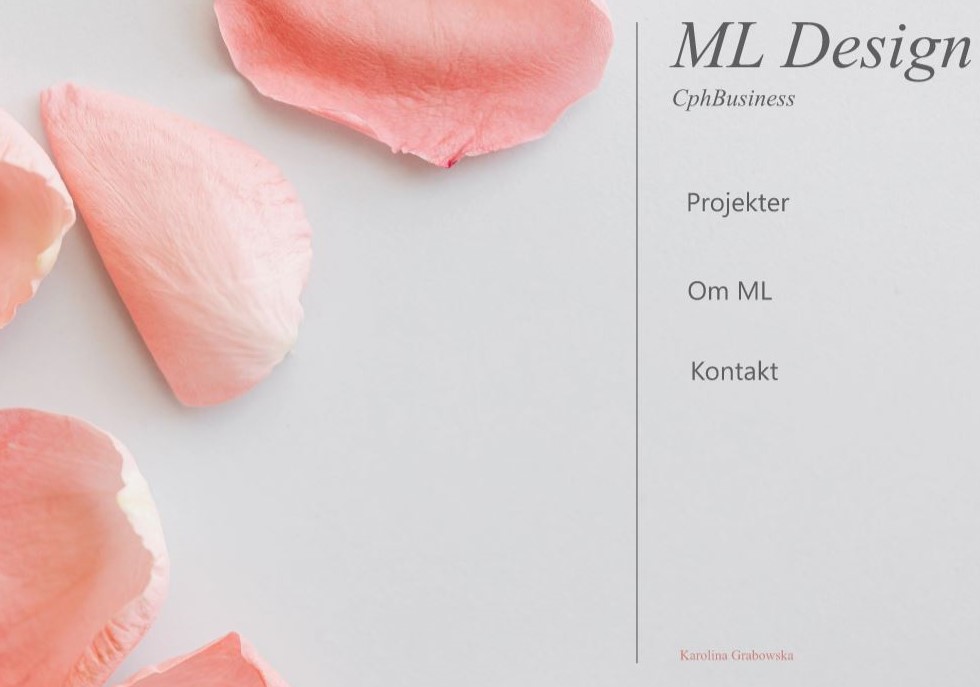 ML Design
CphBusiness
Projekter
Om ML
Kontakt
Karolina Grabowska